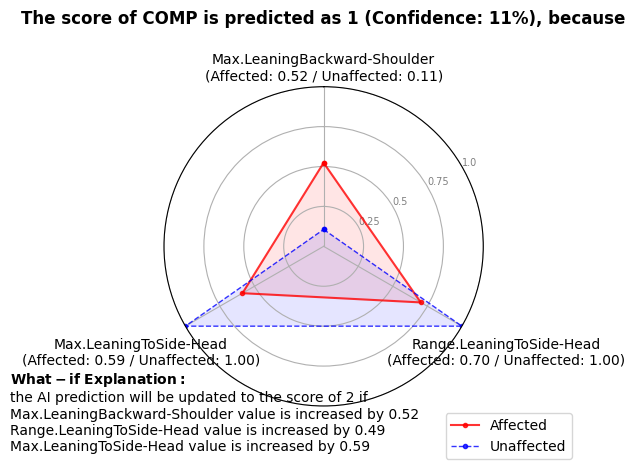 The score of COMP is predicted as 1 (Confidence: 11%), because
Max.LeaningBackward-Shoulder
(Affected: 0.52 / Unaffected: 0.11)
1.0
0.75
0.5
0.25
Max.LeaningToSide-Head
(Affected: 0.59 / Unaffected: 1.00)
Range.LeaningToSide-Head
(Affected: 0.70 / Unaffected: 1.00)
What-if Explanation:
the AI prediction will be updated to the score of 2 if
Max.LeaningBackward-Shoulder value is increased by 0.52
Range.LeaningToSide-Head value is increased by 0.49
Max.LeaningToSide-Head value is increased by 0.59
Affected
Unaffected